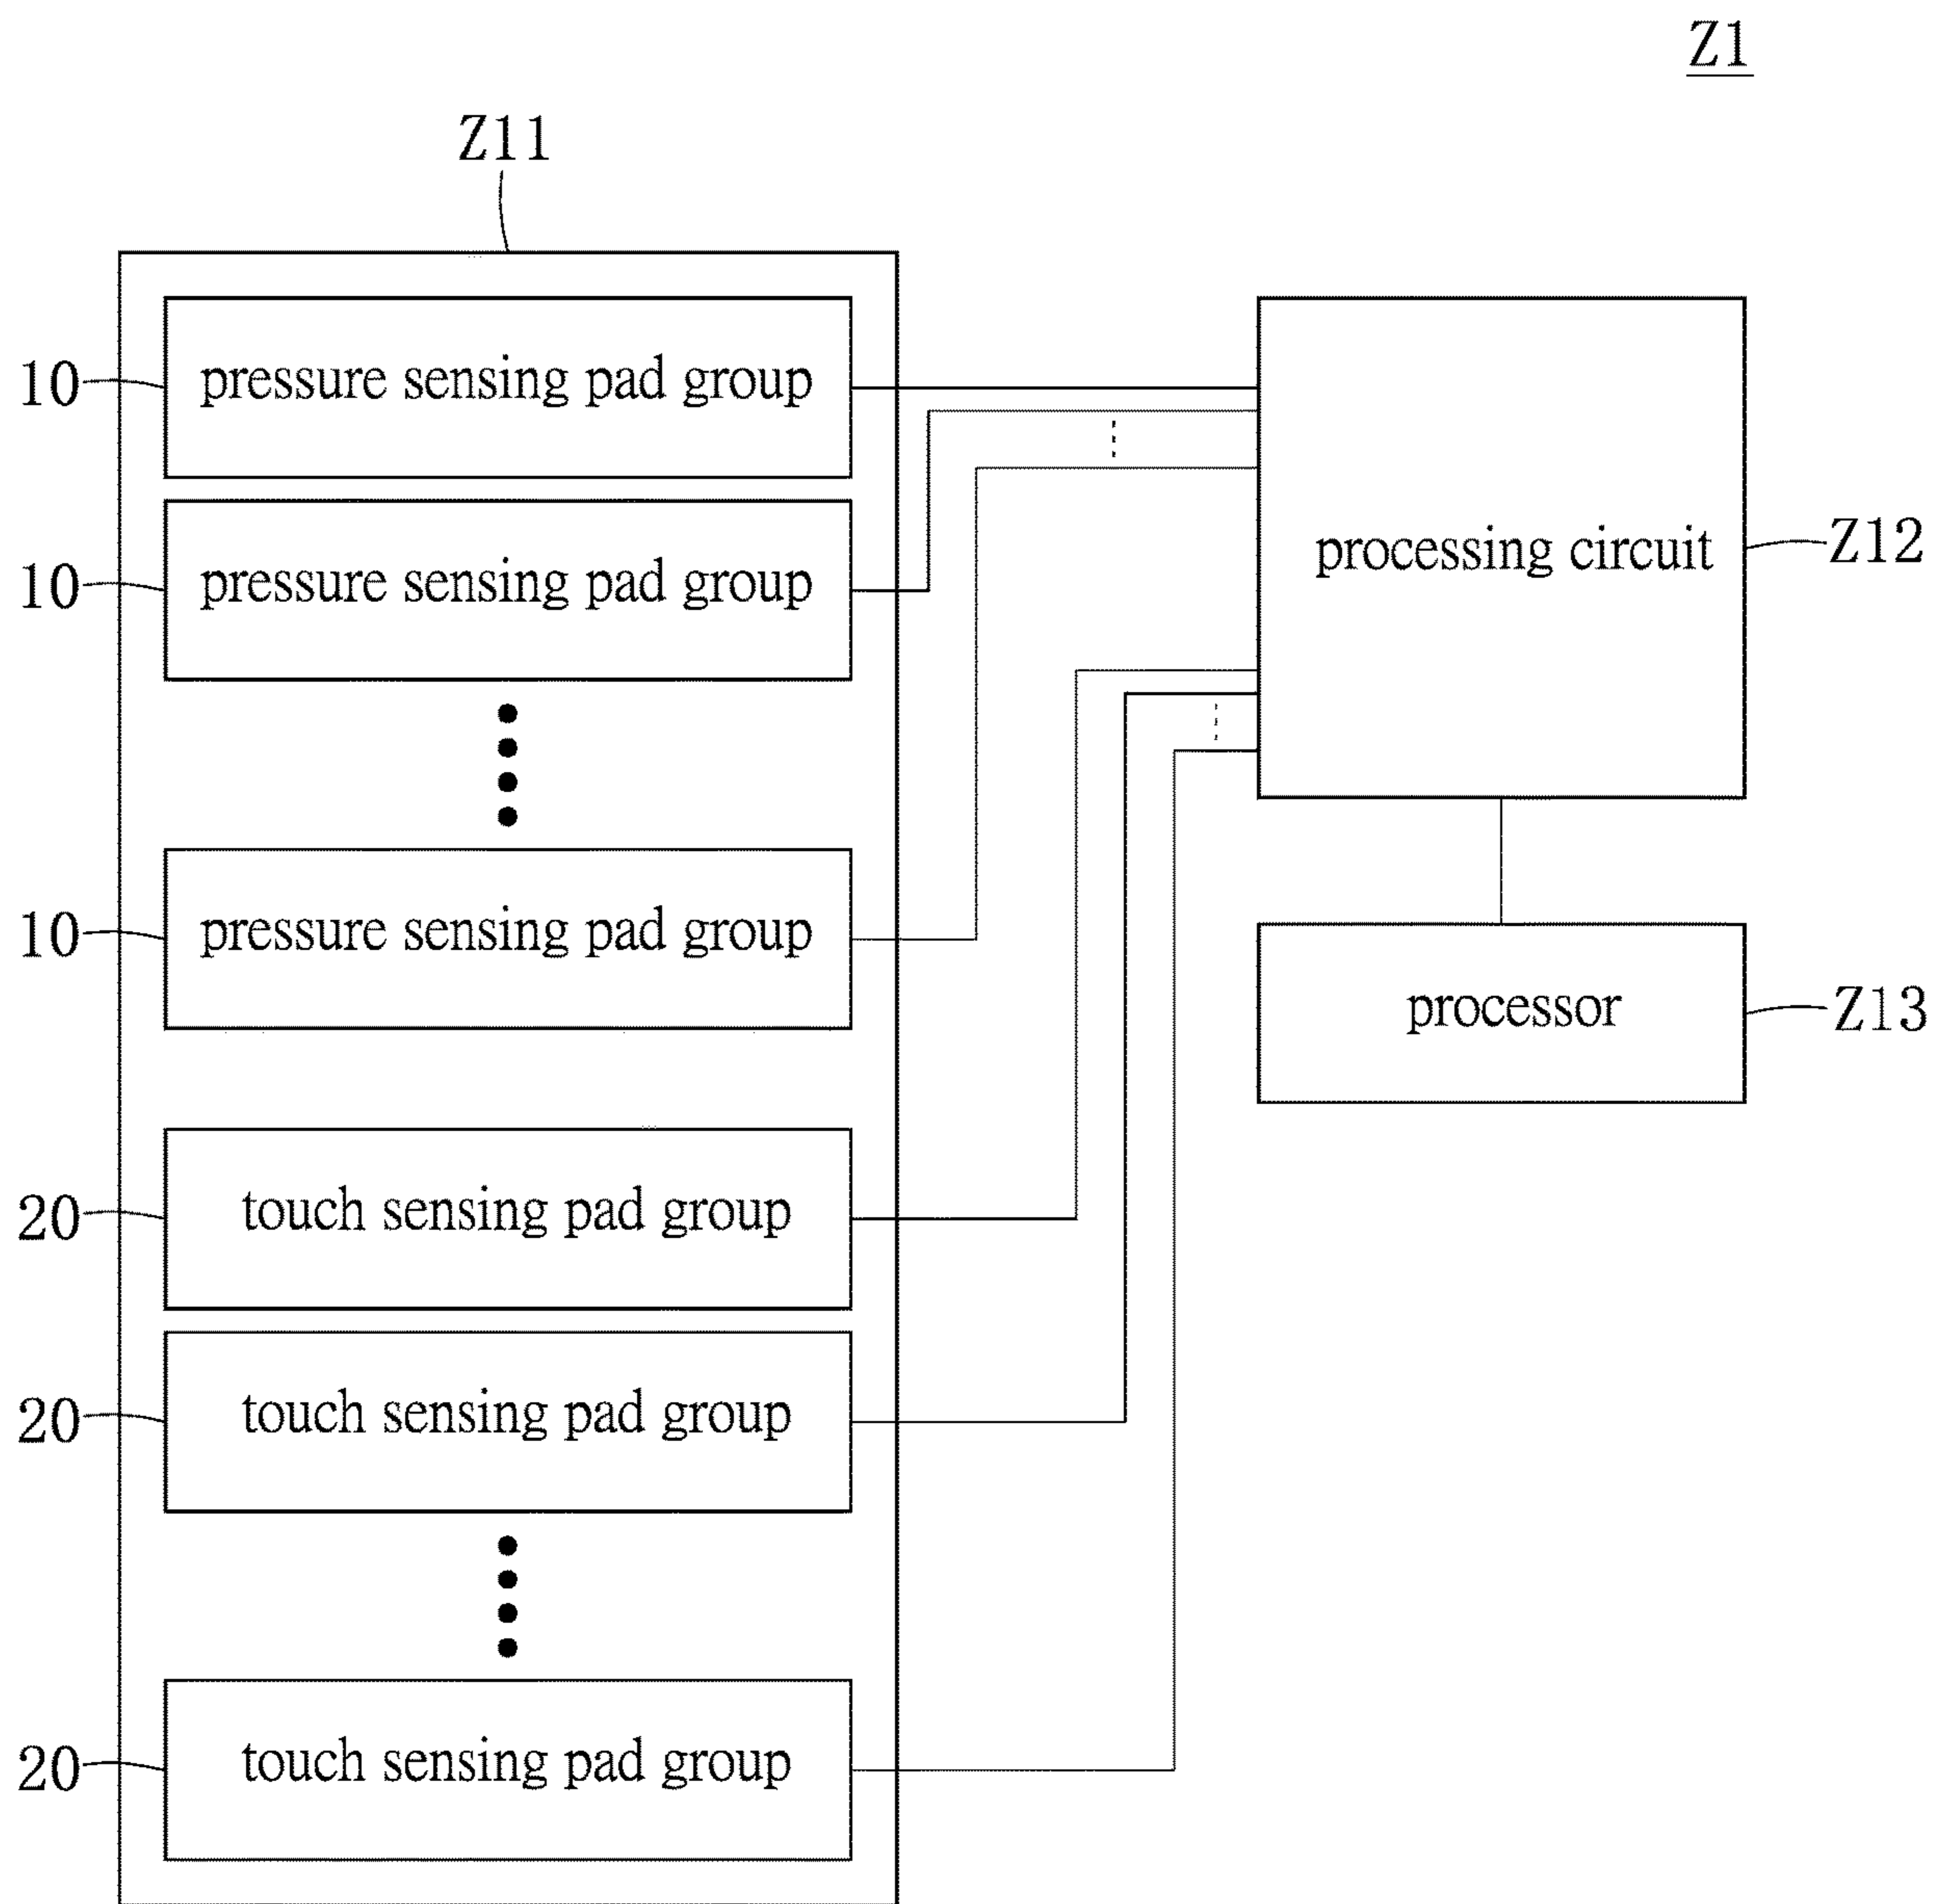 Z1
Z11
10 pressure sensing pad group
10 pressure sensing pad group
processing circuit Z12
10 pressure sensing pad group
processor Z13
20 touch sensing pad group
20 touch sensing pad group
20 touch sensing pad group